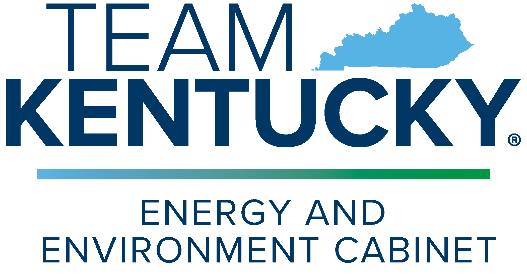 TEAM
KENTUCKY®
ENERGY AND
ENVIRONMENT CABINET